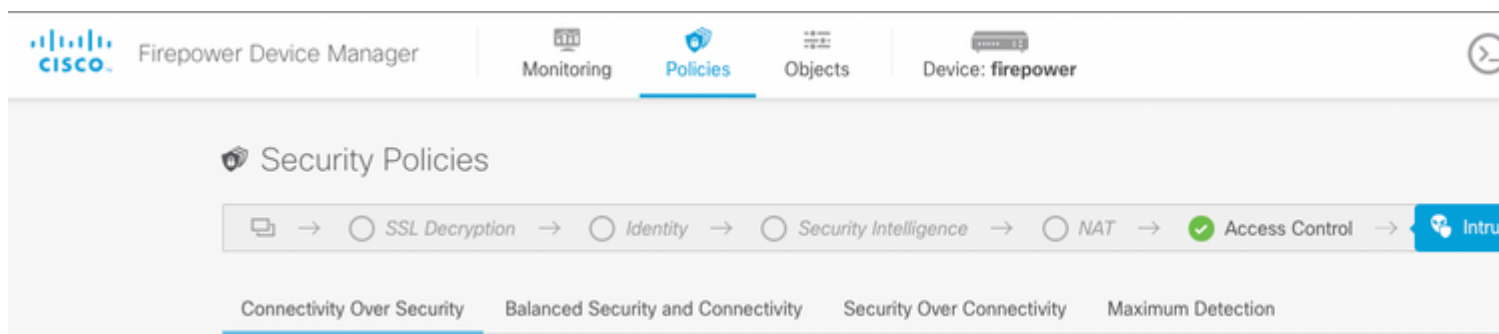 CISCO
Firepower Device Manager
Monitoring
Policies
Objects
Device: firepower
Security Policies
SSL Decryption → Identity → Security Intelligence → NAT → Access Control →
Connectivity Over Security Balanced Security and Connectivity Security Over Connectivity Maximum Detection